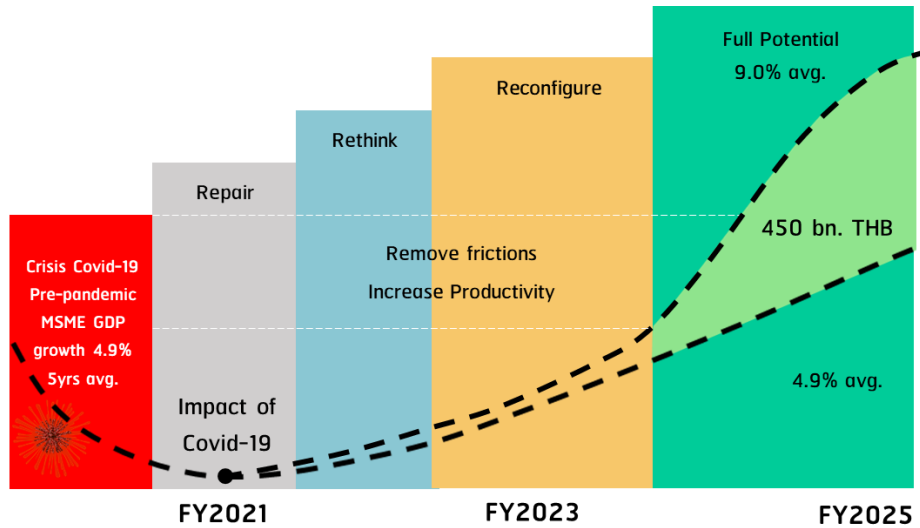 Full Potential
9.0% avg.
Reconfigure
Rethink
Repair
450 bn. THB
Remove frictions
Increase Productivity
Crisis Covid-19
Pre-pandemic
MSME GDP
growth 4.9%
5yrs avg.
4.9% avg.
Impact of
Covid-19
FY2021
FY2023
FY2025